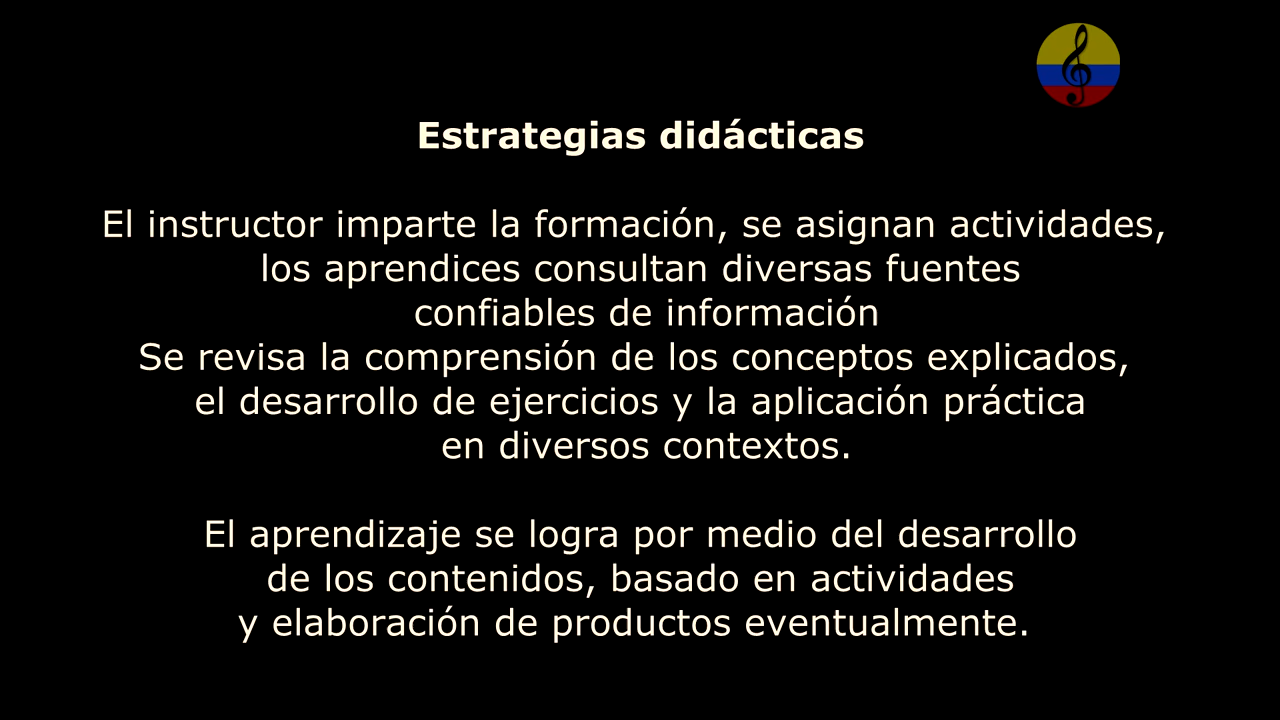 Estrategias didácticas
El instructor imparte la formación, se asignan actividades,
los aprendices consultan diversas fuentes
confiables de información
Se revisa la comprensión de los conceptos explicados,
el desarrollo de ejercicios y la aplicación práctica
en diversos contextos.
El aprendizaje se logra por medio del desarrollo
de los contenidos, basado en actividades
y elaboración de productos eventualmente.